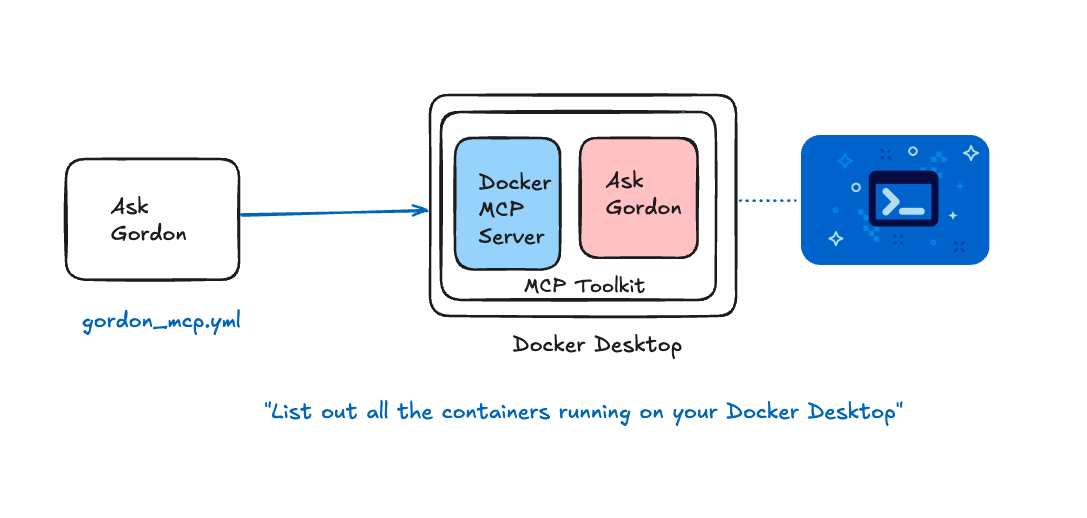 Ask
Gordon
gordon_mcp.yml
Docker
MCP
Server
Ask
Gordon
MCP Toolkit
Docker Desktop
>_
"List out all the containers running on your Docker Desktop"